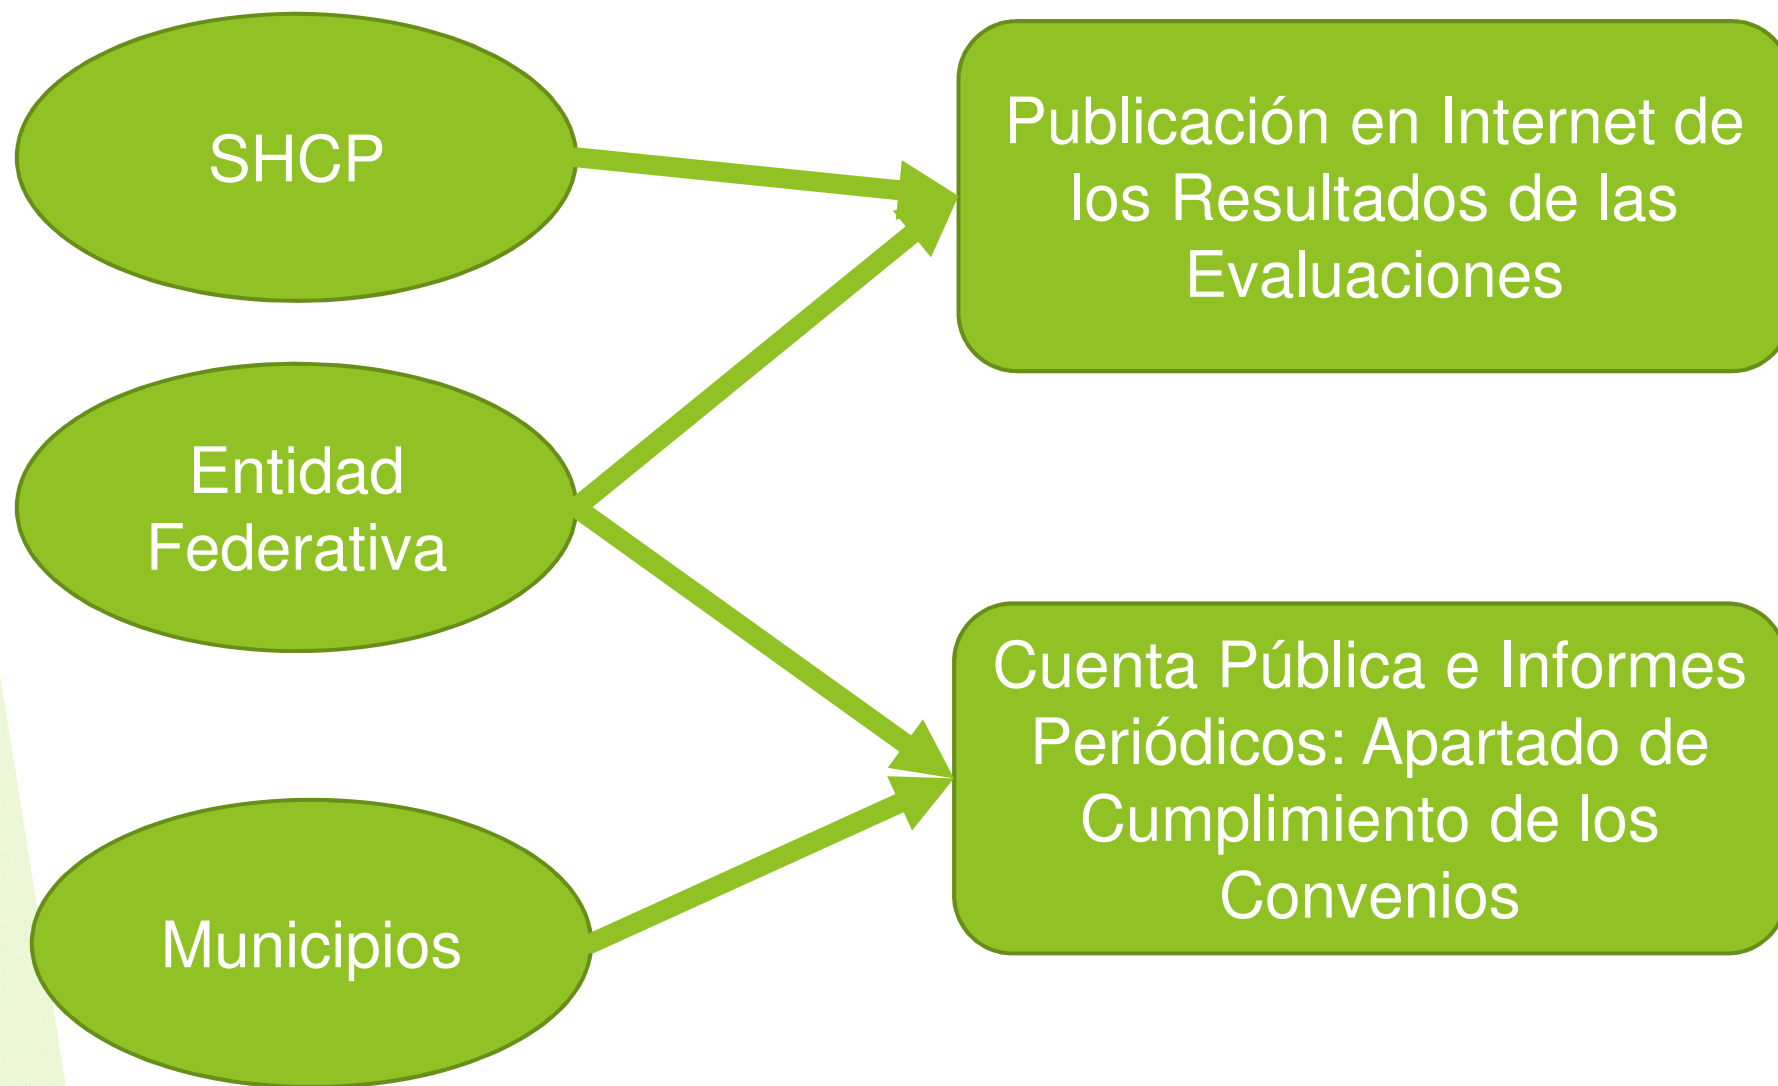 SHCP
Publicación en Internet de
los Resultados de las
Evaluaciones
Entidad
Federativa
Cuenta Pública e Informes
Periódicos: Apartado de
Cumplimiento de los
Convenios
Municipios